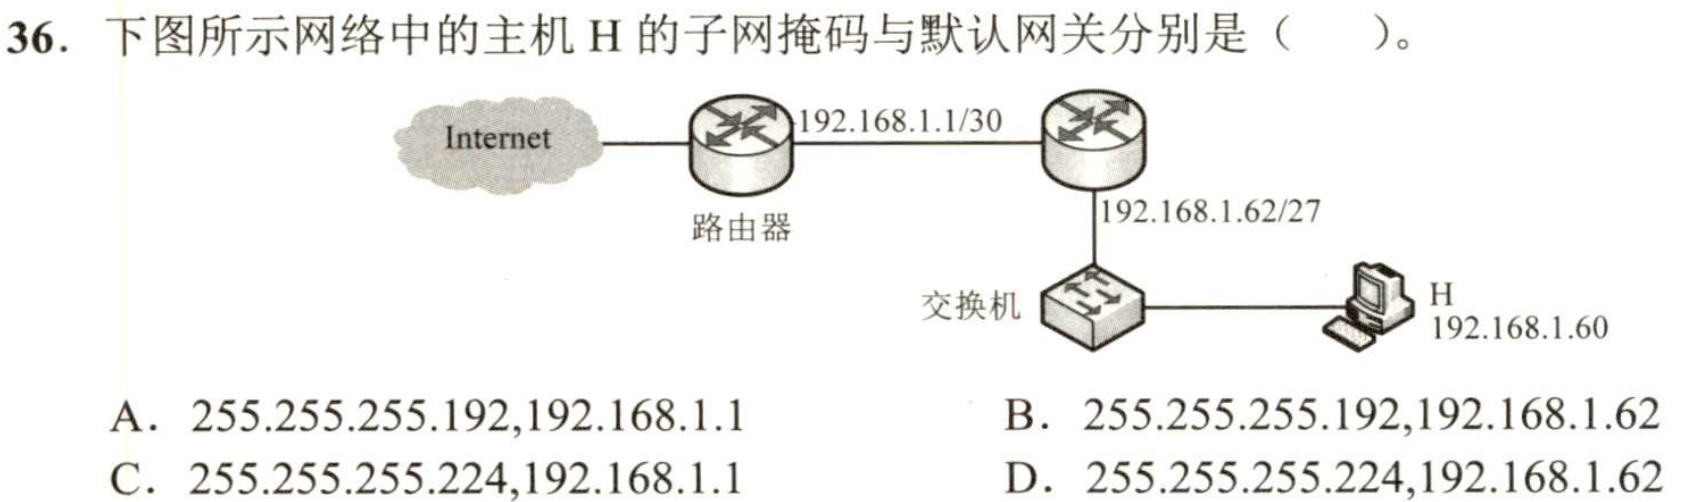 36. 下图所示网络中的主机 H 的子网掩码与默认网关分别是（　　）。
Internet
192.168.1.1/30
路由器
192.168.1.62/27
交换机
H
192.168.1.60
A. 255.255.255.192,192.168.1.1
B. 255.255.255.192,192.168.1.62
C. 255.255.255.224,192.168.1.1
D. 255.255.255.224,192.168.1.62